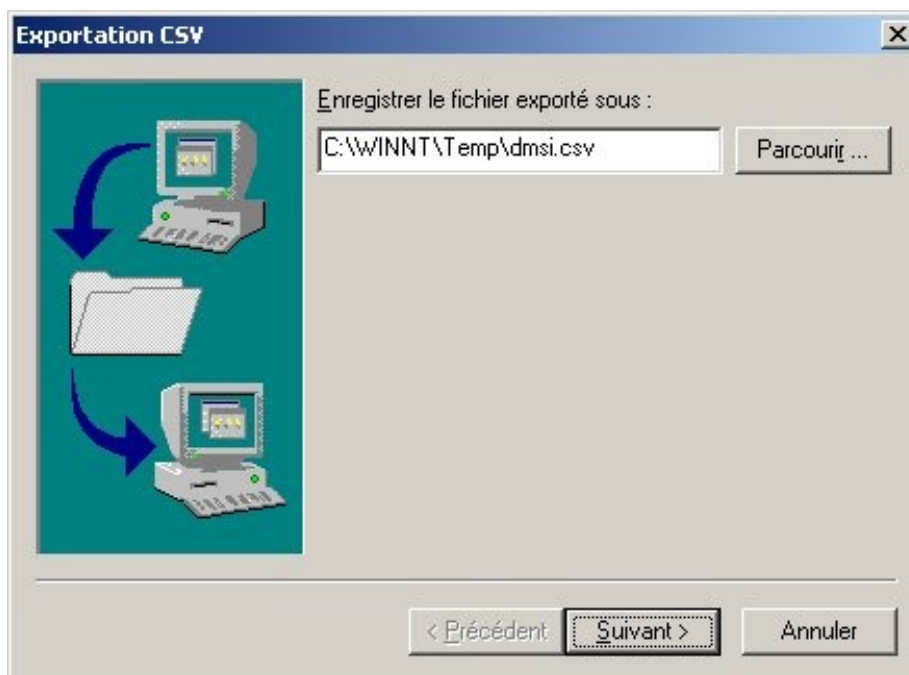 Exportation CSV
Enregistrer le fichier exporté sous :
C:\WINNT\Temp\dmsi.csv
Parcourir ...
< Précédent
Suivant >
Annuler